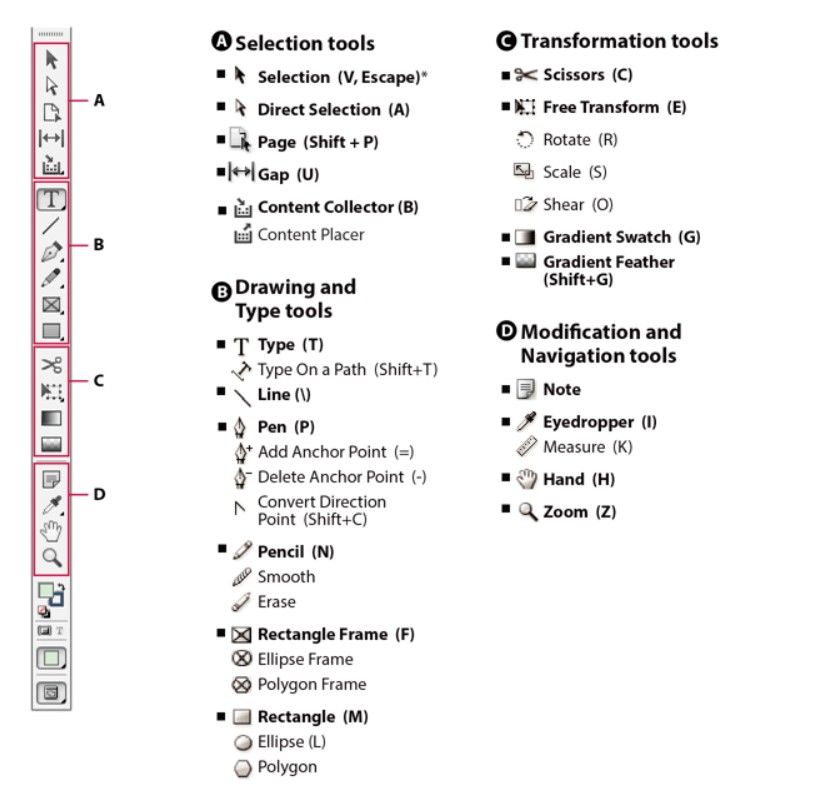 A
B
C
D
A Selection tools
Selection (V, Escape)*
Direct Selection (A)
Page (Shift + P)
Gap (U)
Content Collector (B)
Content Placer
B Drawing and
Type tools
T Type (T)
Type On a Path (Shift+T)
Line (\)
Pen (P)
Add Anchor Point (=)
Delete Anchor Point (-)
Convert Direction
Point (Shift+C)
Pencil (N)
Smooth
Erase
Rectangle Frame (F)
Ellipse Frame
Polygon Frame
Rectangle (M)
Ellipse (L)
Polygon
C Transformation tools
Scissors (C)
Free Transform (E)
Rotate (R)
Scale (S)
Shear (O)
Gradient Swatch (G)
Gradient Feather
(Shift+G)
D Modification and
Navigation tools
Note
Eyedropper (I)
Measure (K)
Hand (H)
Zoom (Z)